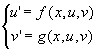 u' = f(x,u,v)
v' = g(x,u,v)